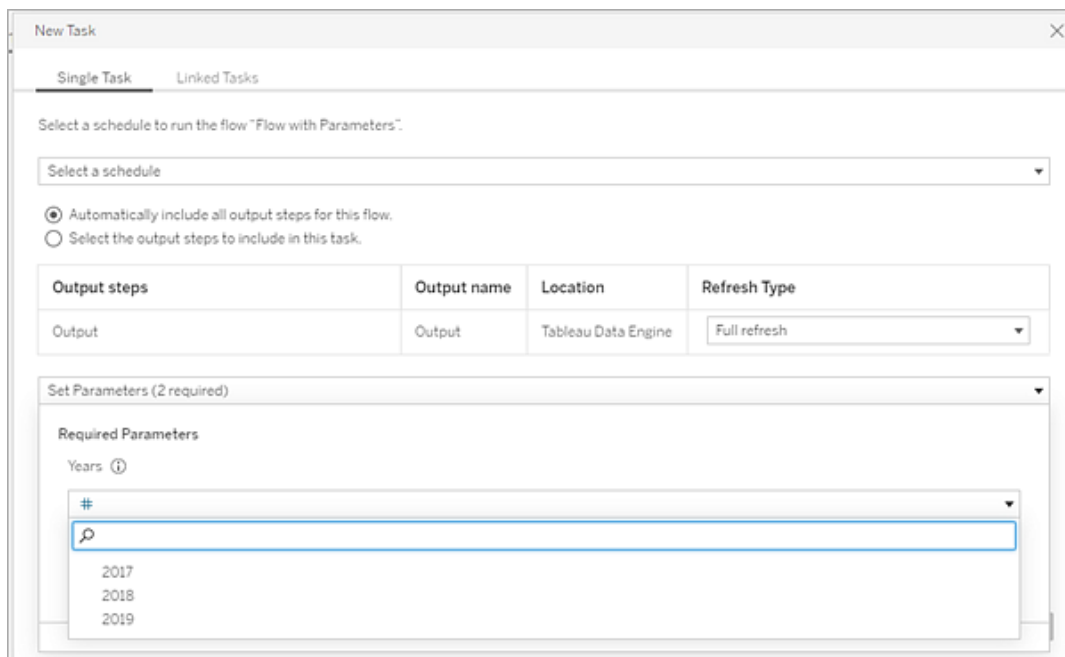 New Task
Single Task Linked Tasks
Select a schedule to run the flow "Flow with Parameters".
Select a schedule
Automatically include all output steps for this flow.
Select the output steps to include in this task.
Output steps Output name Location Refresh Type
Output Output Tableau Data Engine Full refresh
Set Parameters (2 required)
Required Parameters
Years
#
2017
2018
2019